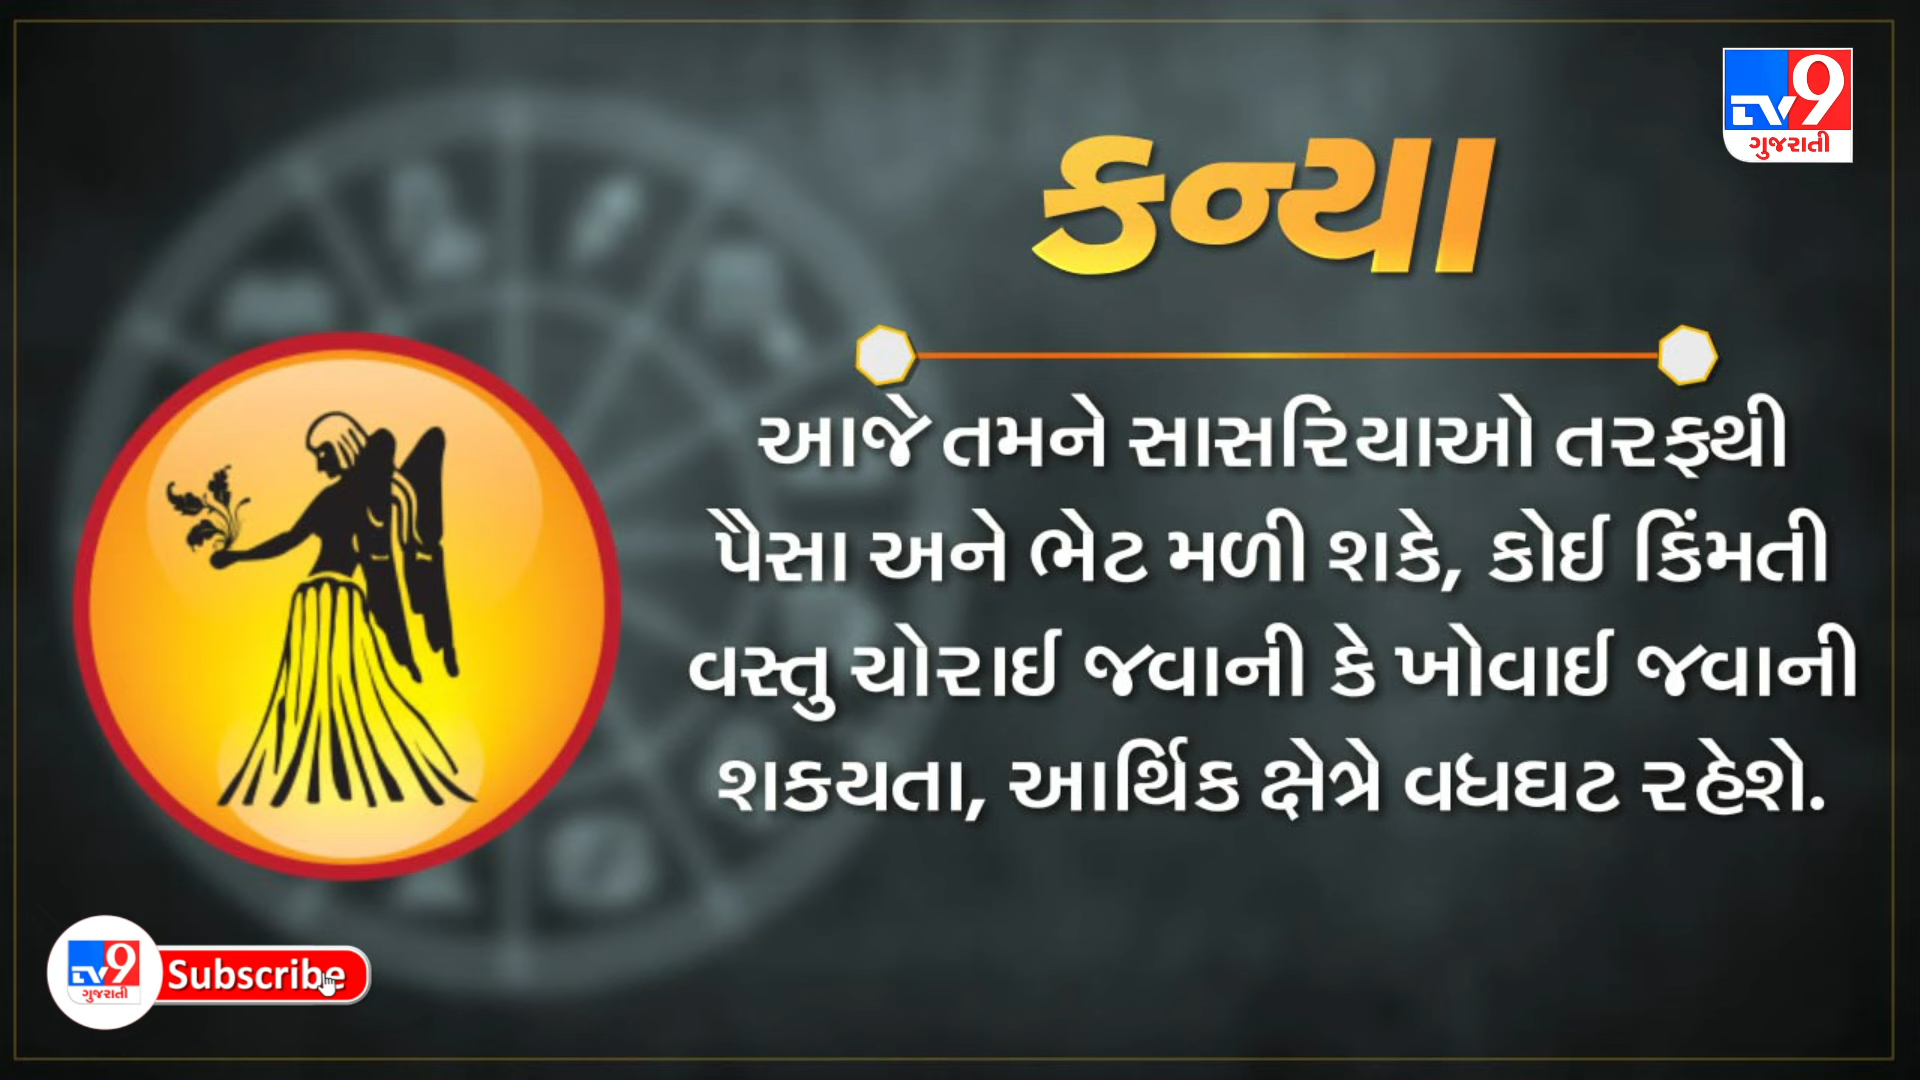 TV9
ગુજરાતી
કન્યા
આજે તમને સાસરિયાઓ તરફથી
પૈસા અને ભેટ મળી શકે, કોઈ કિંમતી
વસ્તુ ચોરાઈ જવાની કે ખોવાઈ જવાની
શકયતા, આર્થિક ક્ષેત્રે વધઘટ રહેશે.
TV9
ગુજરાતી
Subscribe